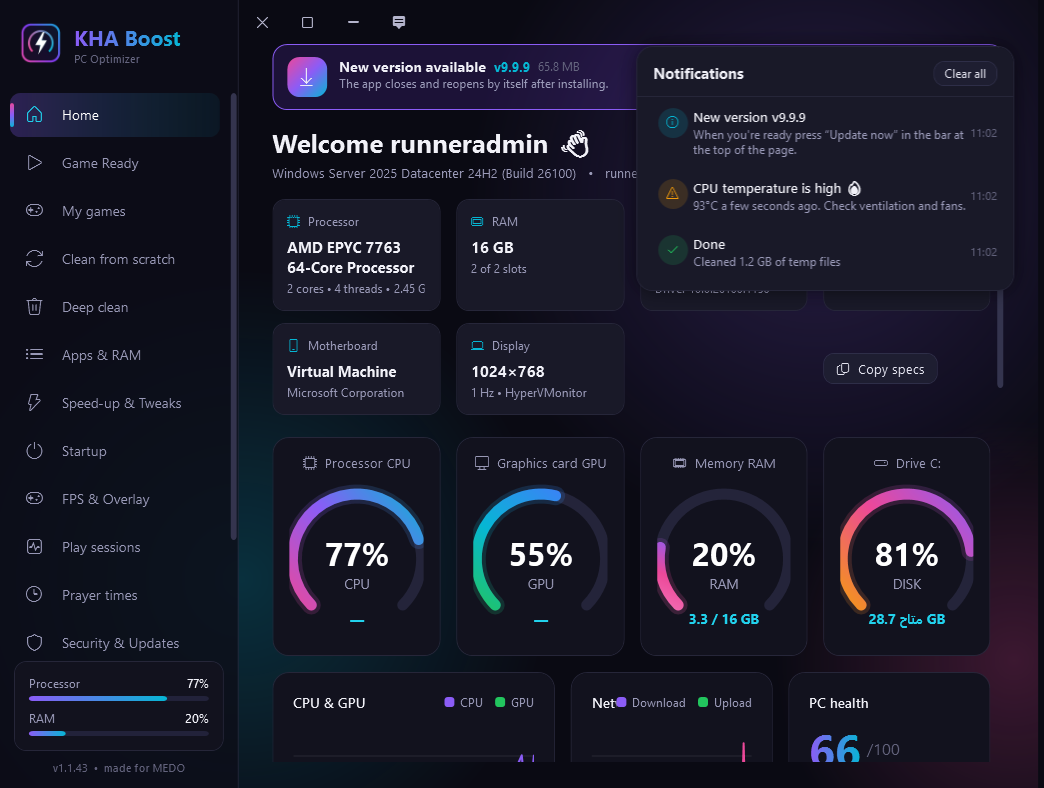 KHA Boost
PC Optimizer
Home
Game Ready
My games
Clean from scratch
Deep clean
Apps & RAM
Speed-up & Tweaks
Startup
FPS & Overlay
Play sessions
Prayer times
Security & Updates
Processor 77%
RAM 20%
v1.1.43 • made for MEDO
New version available v9.9.9 65.8 MB
The app closes and reopens by itself after installing.
Notifications
Clear all
New version v9.9.9
When you're ready press “Update now” in the bar at
the top of the page.
11:02
CPU temperature is high
93°C a few seconds ago. Check ventilation and fans.
11:02
Done
Cleaned 1.2 GB of temp files
11:02
Welcome runneradmin
Windows Server 2025 Datacenter 24H2 (Build 26100) • runne
Processor
AMD EPYC 7763
64-Core Processor
2 cores • 4 threads • 2.45 G
RAM
16 GB
2 of 2 slots
Motherboard
Virtual Machine
Microsoft Corporation
Display
1024×768
1 Hz • HyperVMonitor
Copy specs
Processor CPU
77%
CPU
—
Graphics card GPU
55%
GPU
—
Memory RAM
20%
RAM
3.3 / 16 GB
Drive C:
81%
DISK
28.7 متاح GB
CPU & GPU
CPU
GPU
Net
Download
Upload
PC health
66 /100